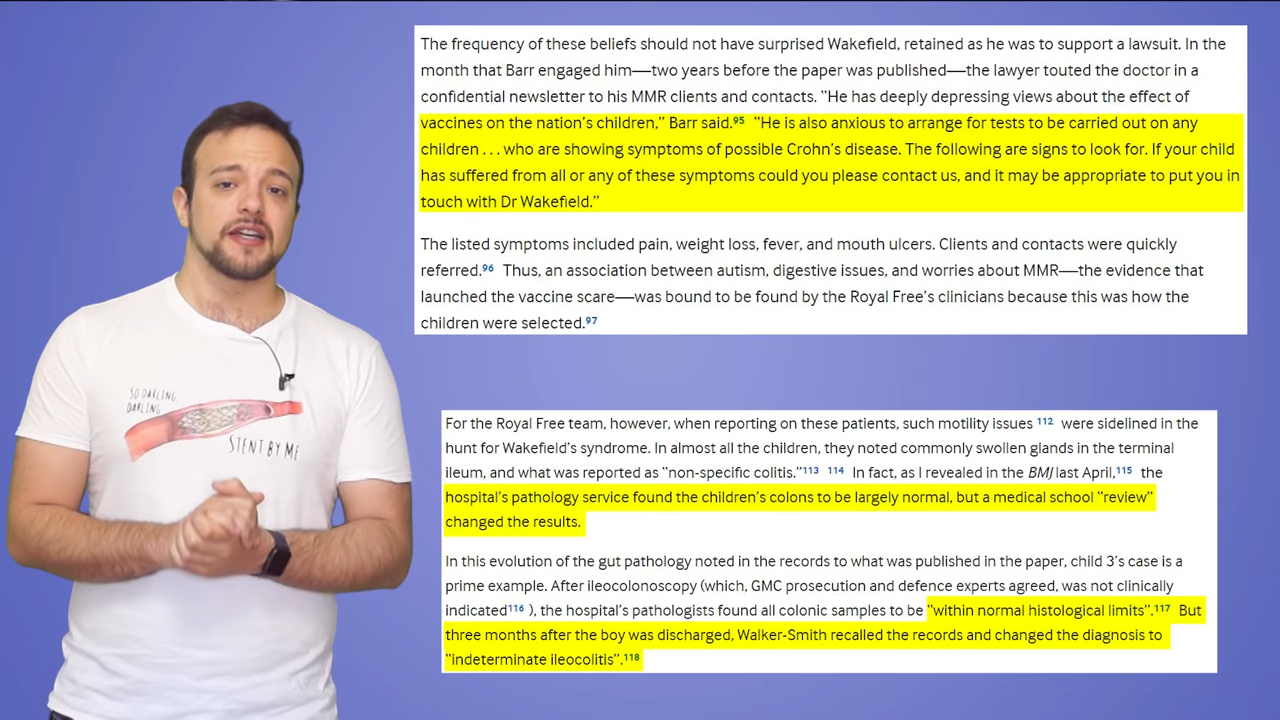 The frequency of these beliefs should not have surprised Wakefield, retained as he was to support a lawsuit. In the
month that Barr engaged him—two years before the paper was published—the lawyer touted the doctor in a
confidential newsletter to his MMR clients and contacts. “He has deeply depressing views about the effect of
vaccines on the nation’s children,” Barr said.95 “He is also anxious to arrange for tests to be carried out on any
children . . . who are showing symptoms of possible Crohn’s disease. The following are signs to look for. If your child
has suffered from all or any of these symptoms could you please contact us, and it may be appropriate to put you in
touch with Dr Wakefield.”
The listed symptoms included pain, weight loss, fever, and mouth ulcers. Clients and contacts were quickly
referred.96 Thus, an association between autism, digestive issues, and worries about MMR—the evidence that
launched the vaccine scare—was bound to be found by the Royal Free’s clinicians because this was how the
children were selected.97
For the Royal Free team, however, when reporting on these patients, such motility issues 112 were sidelined in the
hunt for Wakefield’s syndrome. In almost all the children, they noted commonly swollen glands in the terminal
ileum, and what was reported as “non-specific colitis.”113 114 In fact, as I revealed in the BMJ last April,115 the
hospital’s pathology service found the children’s colons to be largely normal, but a medical school “review”
changed the results.
In this evolution of the gut pathology noted in the records to what was published in the paper, child 3’s case is a
prime example. After ileocolonoscopy (which, GMC prosecution and defence experts agreed, was not clinically
indicated116 ), the hospital’s pathologists found all colonic samples to be “within normal histological limits”.117 But
three months after the boy was discharged, Walker-Smith recalled the records and changed the diagnosis to
“indeterminate ileocolitis”.118
SO DARLING,
DARLING
STENT BY ME